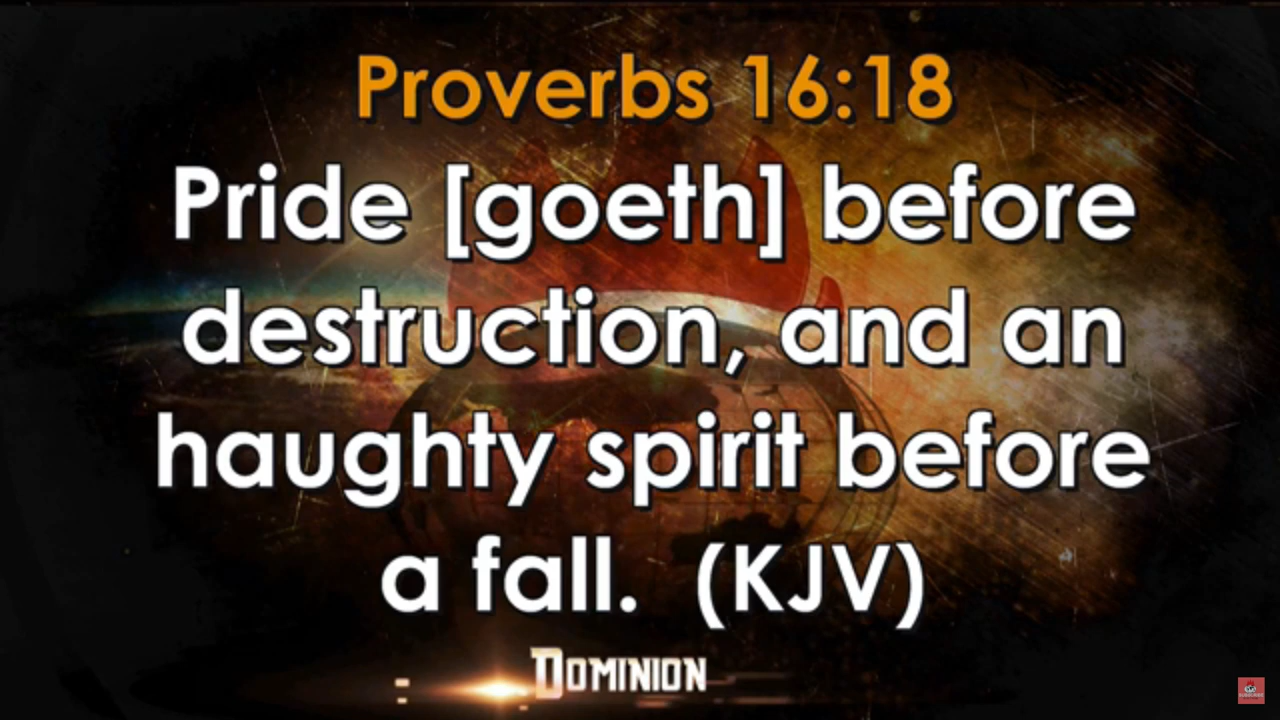 Proverbs 16:18
Pride [goeth] before
destruction, and an
haughty spirit before
a fall. (KJV)
DOMINION